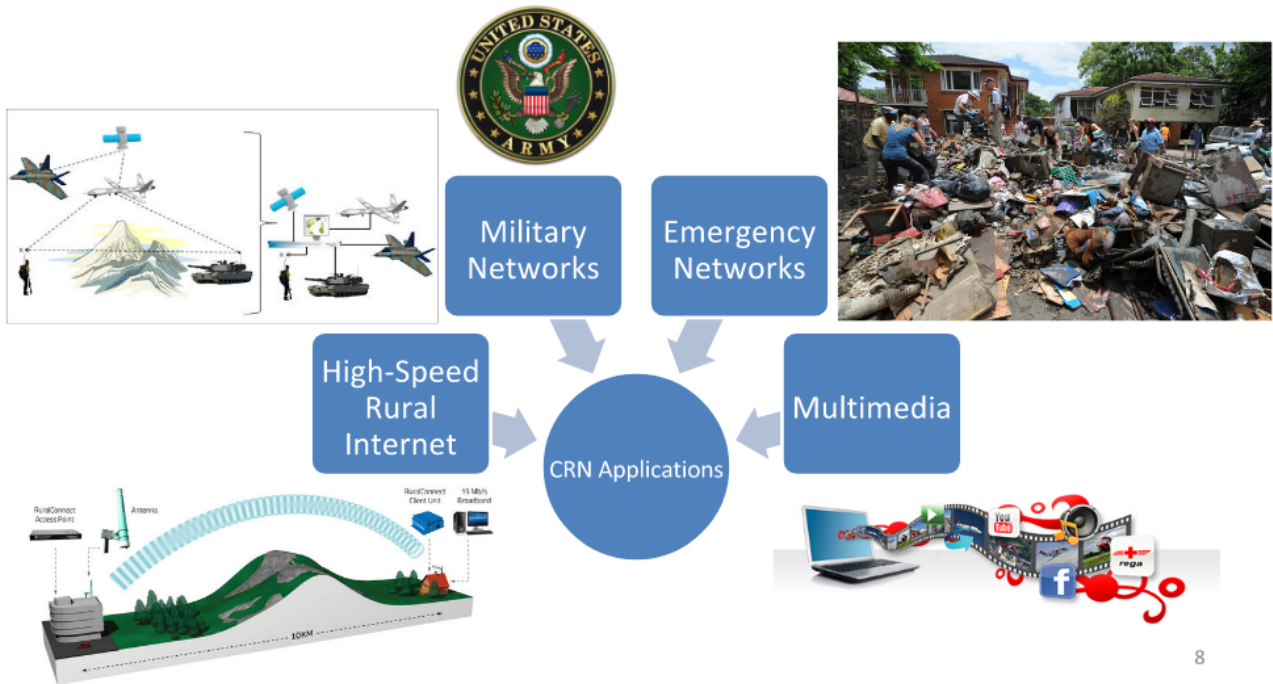 UNITED STATES
ARMY
Military
Networks
Emergency
Networks
High-Speed
Rural
Internet
Multimedia
CRN Applications
RuralConnect
Access Point
Antenna
RuralConnect
Client Unit
15 Mb/s
Broadband
10KM
You
Tube
f
rega
8